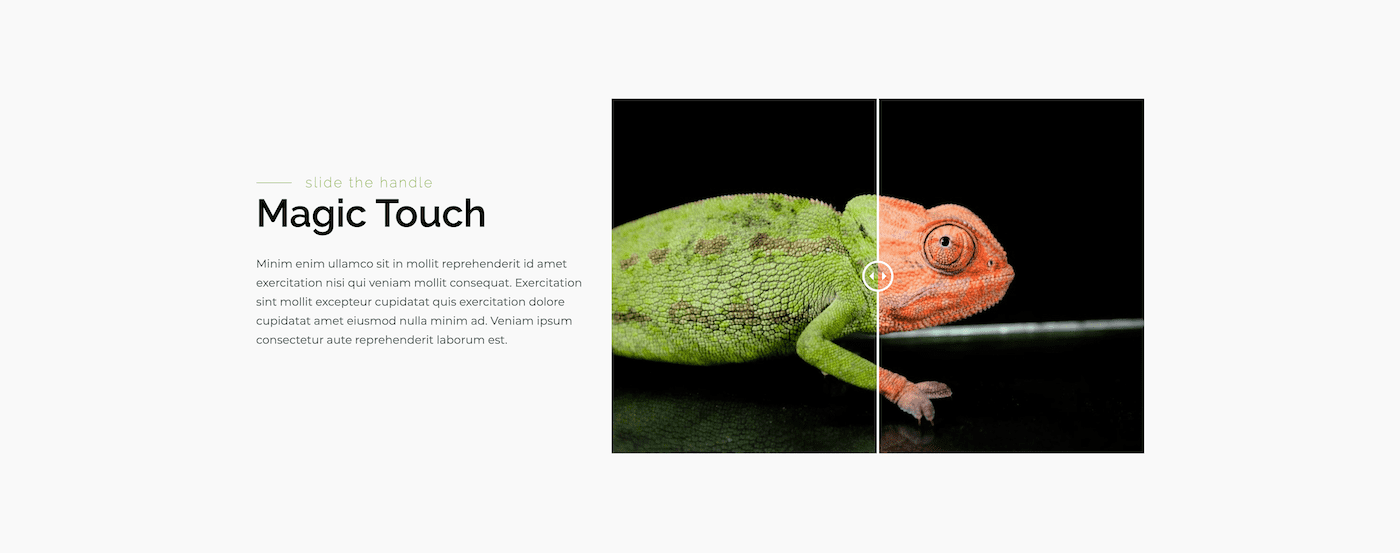 slide the handle
Magic Touch
Minim enim ullamco sit in mollit reprehenderit id amet
exercitation nisi qui veniam mollit consequat. Exercitation
sint mollit excepteur cupidatat quis exercitation dolore
cupidatat amet eiusmod nulla minim ad. Veniam ipsum
consectetur aute reprehenderit laborum est.